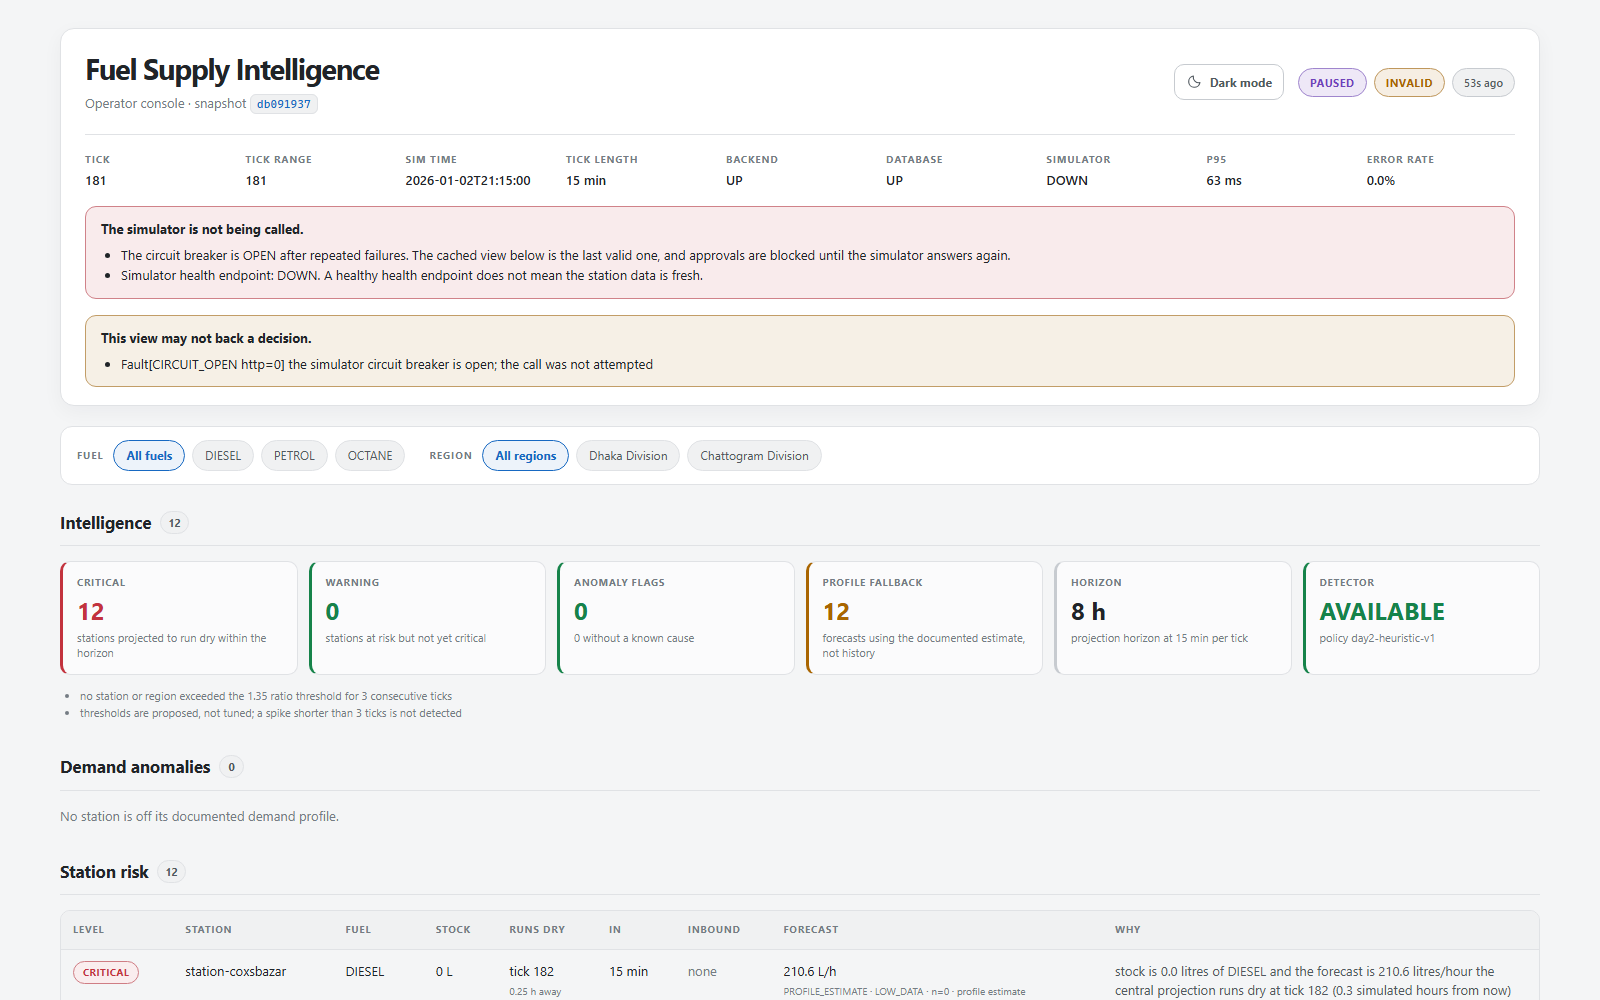 Fuel Supply Intelligence
Operator console · snapshot db091937
Dark mode
PAUSED
INVALID
53s ago
TICK
TICK RANGE
SIM TIME
TICK LENGTH
BACKEND
DATABASE
SIMULATOR
P95
ERROR RATE
181
181
2026-01-02T21:15:00
15 min
UP
UP
DOWN
63 ms
0.0%
The simulator is not being called.
• The circuit breaker is OPEN after repeated failures. The cached view below is the last valid one, and approvals are blocked until the simulator answers again.
• Simulator health endpoint: DOWN. A healthy health endpoint does not mean the station data is fresh.
This view may not back a decision.
• Fault[CIRCUIT_OPEN http=0] the simulator circuit breaker is open; the call was not attempted
FUEL
All fuels
DIESEL
PETROL
OCTANE
REGION
All regions
Dhaka Division
Chattogram Division
Intelligence 12
CRITICAL
12
stations projected to run dry within the
horizon
WARNING
0
stations at risk but not yet critical
ANOMALY FLAGS
0
0 without a known cause
PROFILE FALLBACK
12
forecasts using the documented estimate,
not history
HORIZON
8 h
projection horizon at 15 min per tick
DETECTOR
AVAILABLE
policy day2-heuristic-v1
• no station or region exceeded the 1.35 ratio threshold for 3 consecutive ticks
• thresholds are proposed, not tuned; a spike shorter than 3 ticks is not detected
Demand anomalies 0
No station is off its documented demand profile.
Station risk 12
LEVEL
STATION
FUEL
STOCK
RUNS DRY
IN
INBOUND
FORECAST
WHY
CRITICAL
station-coxsbazar
DIESEL
0 L
tick 182
0.25 h away
15 min
none
210.6 L/h
PROFILE_ESTIMATE · LOW_DATA · n=0 · profile estimate
stock is 0.0 litres of DIESEL and the forecast is 210.6 litres/hour the
central projection runs dry at tick 182 (0.3 simulated hours from now)